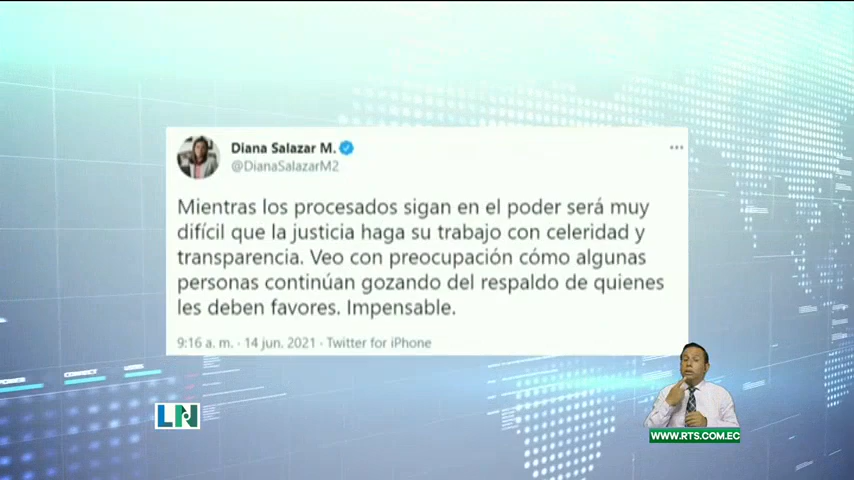 Diana Salazar M.
@DianaSalazarM2
Mientras los procesados sigan en el poder será muy
difícil que la justicia haga su trabajo con celeridad y
transparencia. Veo con preocupación cómo algunas
personas continúan gozando del respaldo de quienes
les deben favores. Impensable.
9:16 a. m. · 14 jun. 2021 · Twitter for iPhone
POWER
CONNECT
LN
WWW.RTS.COM.EC